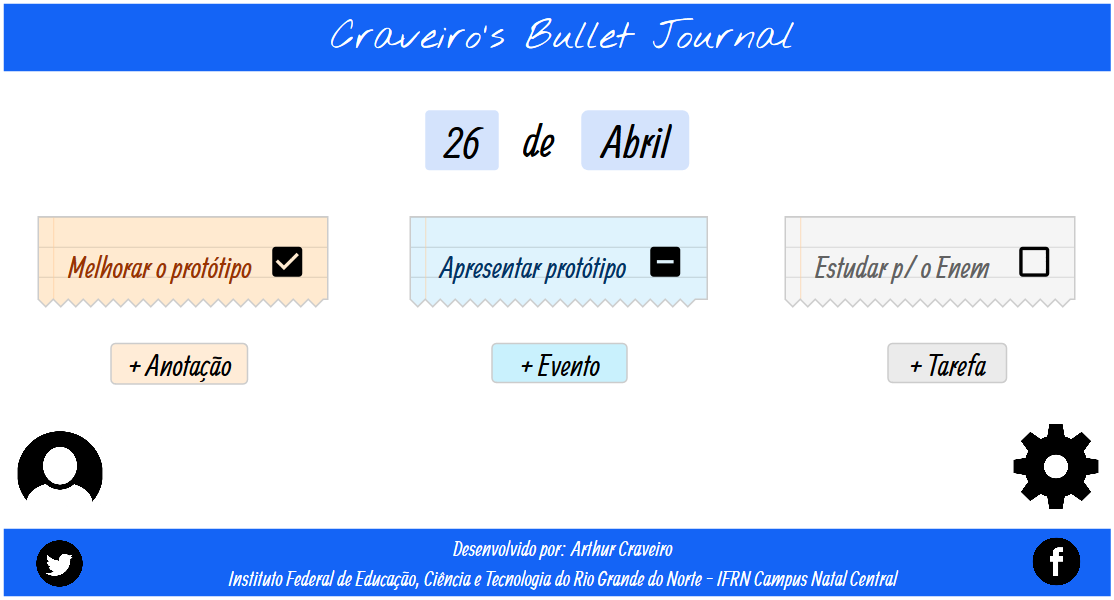 Craveiro's Bullet Journal
26 de Abril
Melhorar o protótipo
Apresentar protótipo
Estudar p/ o Enem
+ Anotação
+ Evento
+ Tarefa
Desenvolvido por: Arthur Craveiro
Instituto Federal de Educação, Ciência e Tecnologia do Rio Grande do Norte - IFRN Campus Natal Central